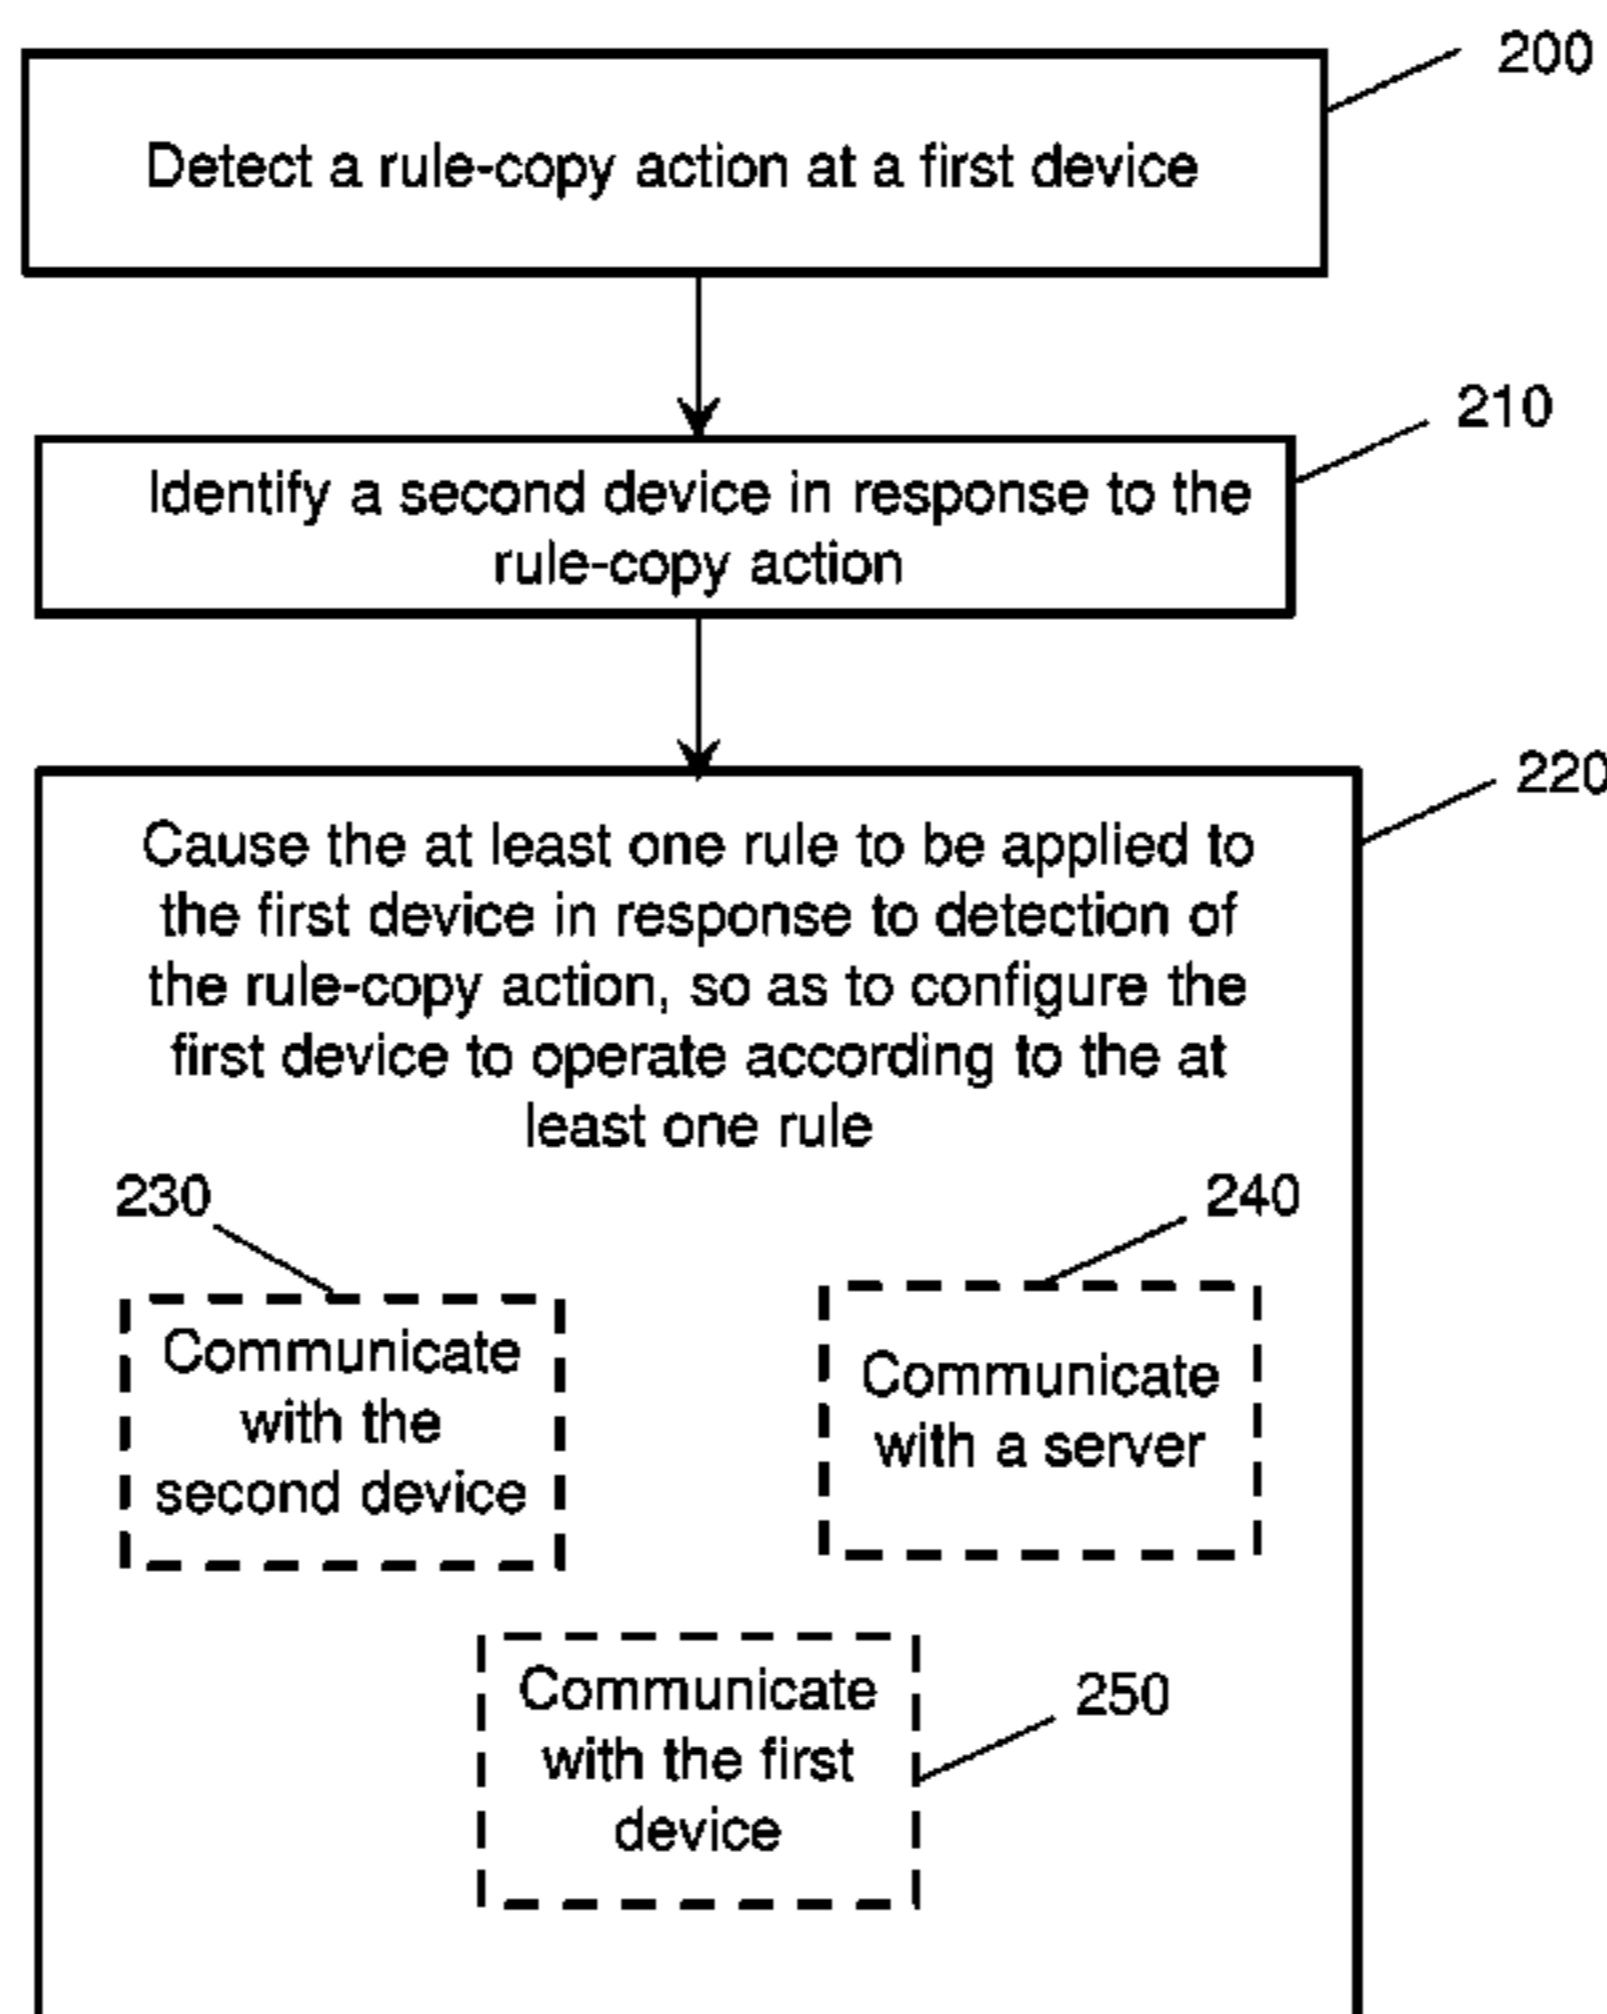 200
Detect a rule-copy action at a first device
210
Identify a second device in response to the
rule-copy action
220
Cause the at least one rule to be applied to
the first device in response to detection of
the rule-copy action, so as to configure the
first device to operate according to the at
least one rule
230
240
Communicate
with the
second device
Communicate
with a server
Communicate
with the first
device
250